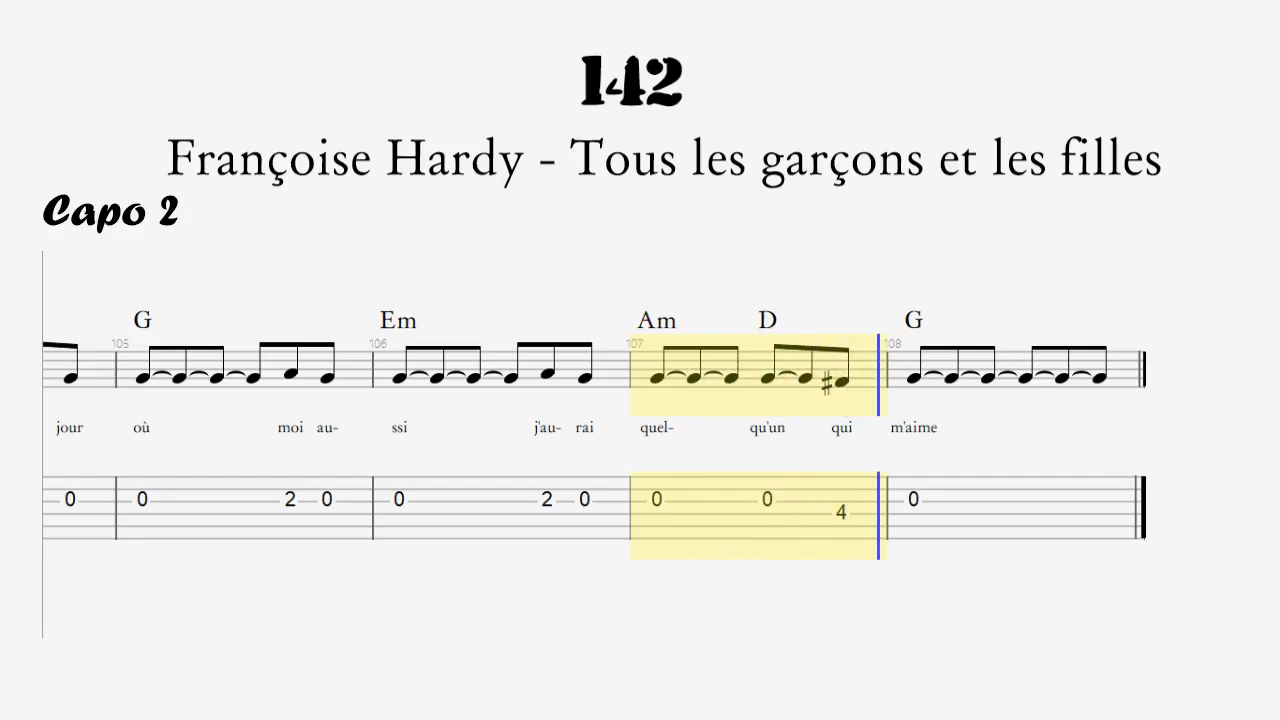 142
Françoise Hardy - Tous les garçons et les filles
Capo 2
G Em Am D G
105 106 107 108
jour où moi au- ssi j'au- rai quel- qu'un qui m'aime
0 0 2 0 0 2 0 0 0 4 0